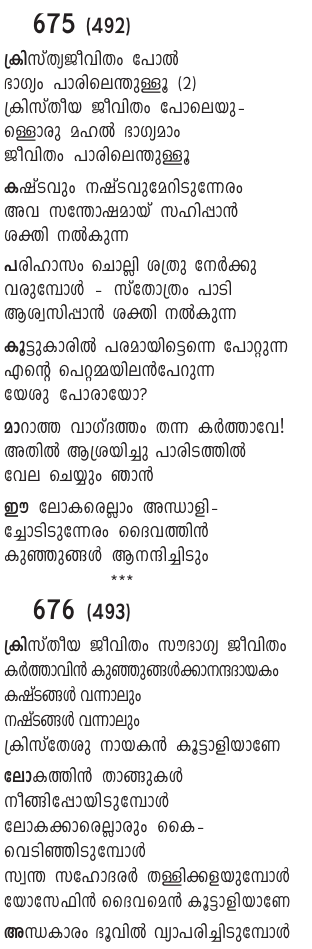 675 (492)
ക്രിസ്ത്യജീവിതം പോൽ
ഭാഗ്യം പാരിലെന്തുള്ളൂ (2)
ക്രിസ്തീയ ജീവിതം പോലെയു-
ള്ളൊരു മഹൽ ഭാഗ്യമാം
ജീവിതം പാരിലെന്തുള്ളൂ
കഷ്ടവും നഷ്ടവുമേറിടുന്നേരം
അവ സന്തോഷമായ് സഹിപ്പാൻ
ശക്തി നൽകുന്ന
പരിഹാസം ചൊല്ലി ശത്രു നേർക്കു
വരുമ്പോൾ - സ്തോത്രം പാടി
ആശ്വസിപ്പാൻ ശക്തി നൽകുന്ന
കൂട്ടുകാരിൽ പരമായിട്ടെന്നെ പോറ്റുന്ന
എന്റെ പെറ്റമ്മയിലൻപേറുന്ന
യേശു പോരായോ?
മാറാത്ത വാഗ്ദത്തം തന്ന കർത്താവേ!
അതിൽ ആശ്രയിച്ചു പാരിടത്തിൽ
വേല ചെയ്യും ഞാൻ
ഈ ലോകരെല്ലാം അന്ധാളി-
ച്ചോടിടുന്നേരം ദൈവത്തിൻ
കുഞ്ഞുങ്ങൾ ആനന്ദിച്ചിടും
***
676 (493)
ക്രിസ്തീയ ജീവിതം സൗഭാഗ്യ ജീവിതം
കർത്താവിൻ കുഞ്ഞുങ്ങൾക്കാനന്ദദായകം
കഷ്ടങ്ങൾ വന്നാലും
നഷ്ടങ്ങൾ വന്നാലും
ക്രിസ്തേശു നായകൻ കൂട്ടാളിയാണേ
ലോകത്തിൻ താങ്ങുകൾ
നീങ്ങിപ്പോയിടുമ്പോൾ
ലോകക്കാരെല്ലാരും കൈ-
വെടിഞ്ഞിടുമ്പോൾ
സ്വന്ത സഹോദരർ തള്ളിക്കളയുമ്പോൾ
യോസേഫിൻ ദൈവമെൻ കൂട്ടാളിയാണേ
അന്ധകാരം ഭൂവിൽ വ്യാപരിച്ചിടുമ്പോൾ